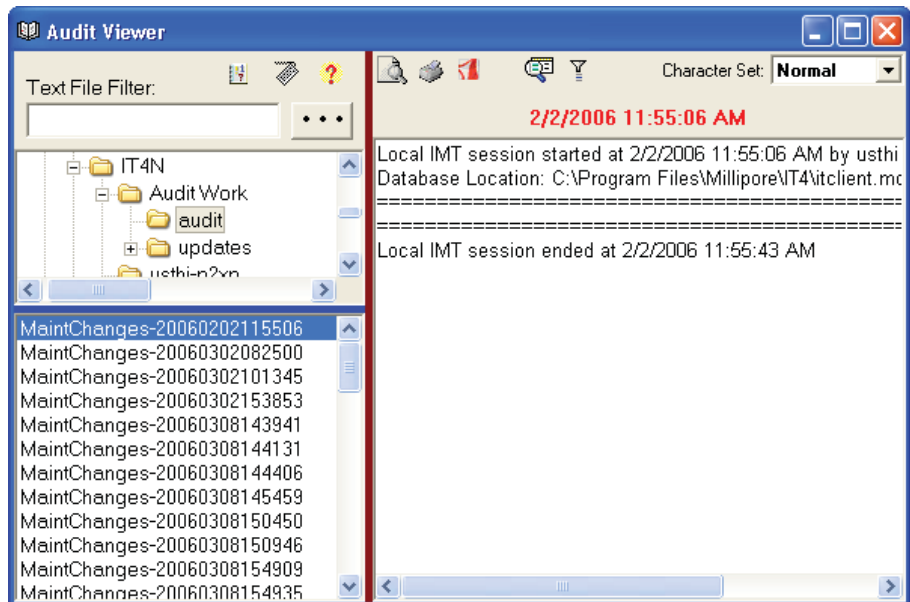 Audit Viewer
Text File Filter:
...
IT4N
Audit Work
audit
updates
usthi-n2xp
MaintChanges-20060202115506
MaintChanges-20060302082500
MaintChanges-20060302101345
MaintChanges-20060302153853
MaintChanges-20060308143941
MaintChanges-20060308144131
MaintChanges-20060308144406
MaintChanges-20060308145459
MaintChanges-20060308150450
MaintChanges-20060308150946
MaintChanges-20060308154909
MaintChanges-20060308154935
Character Set: Normal
2/2/2006 11:55:06 AM
Local IMT session started at 2/2/2006 11:55:06 AM by usthi
Database Location: C:\Program Files\Millipore\IT4\itclient.md
============================================
============================================
Local IMT session ended at 2/2/2006 11:55:43 AM